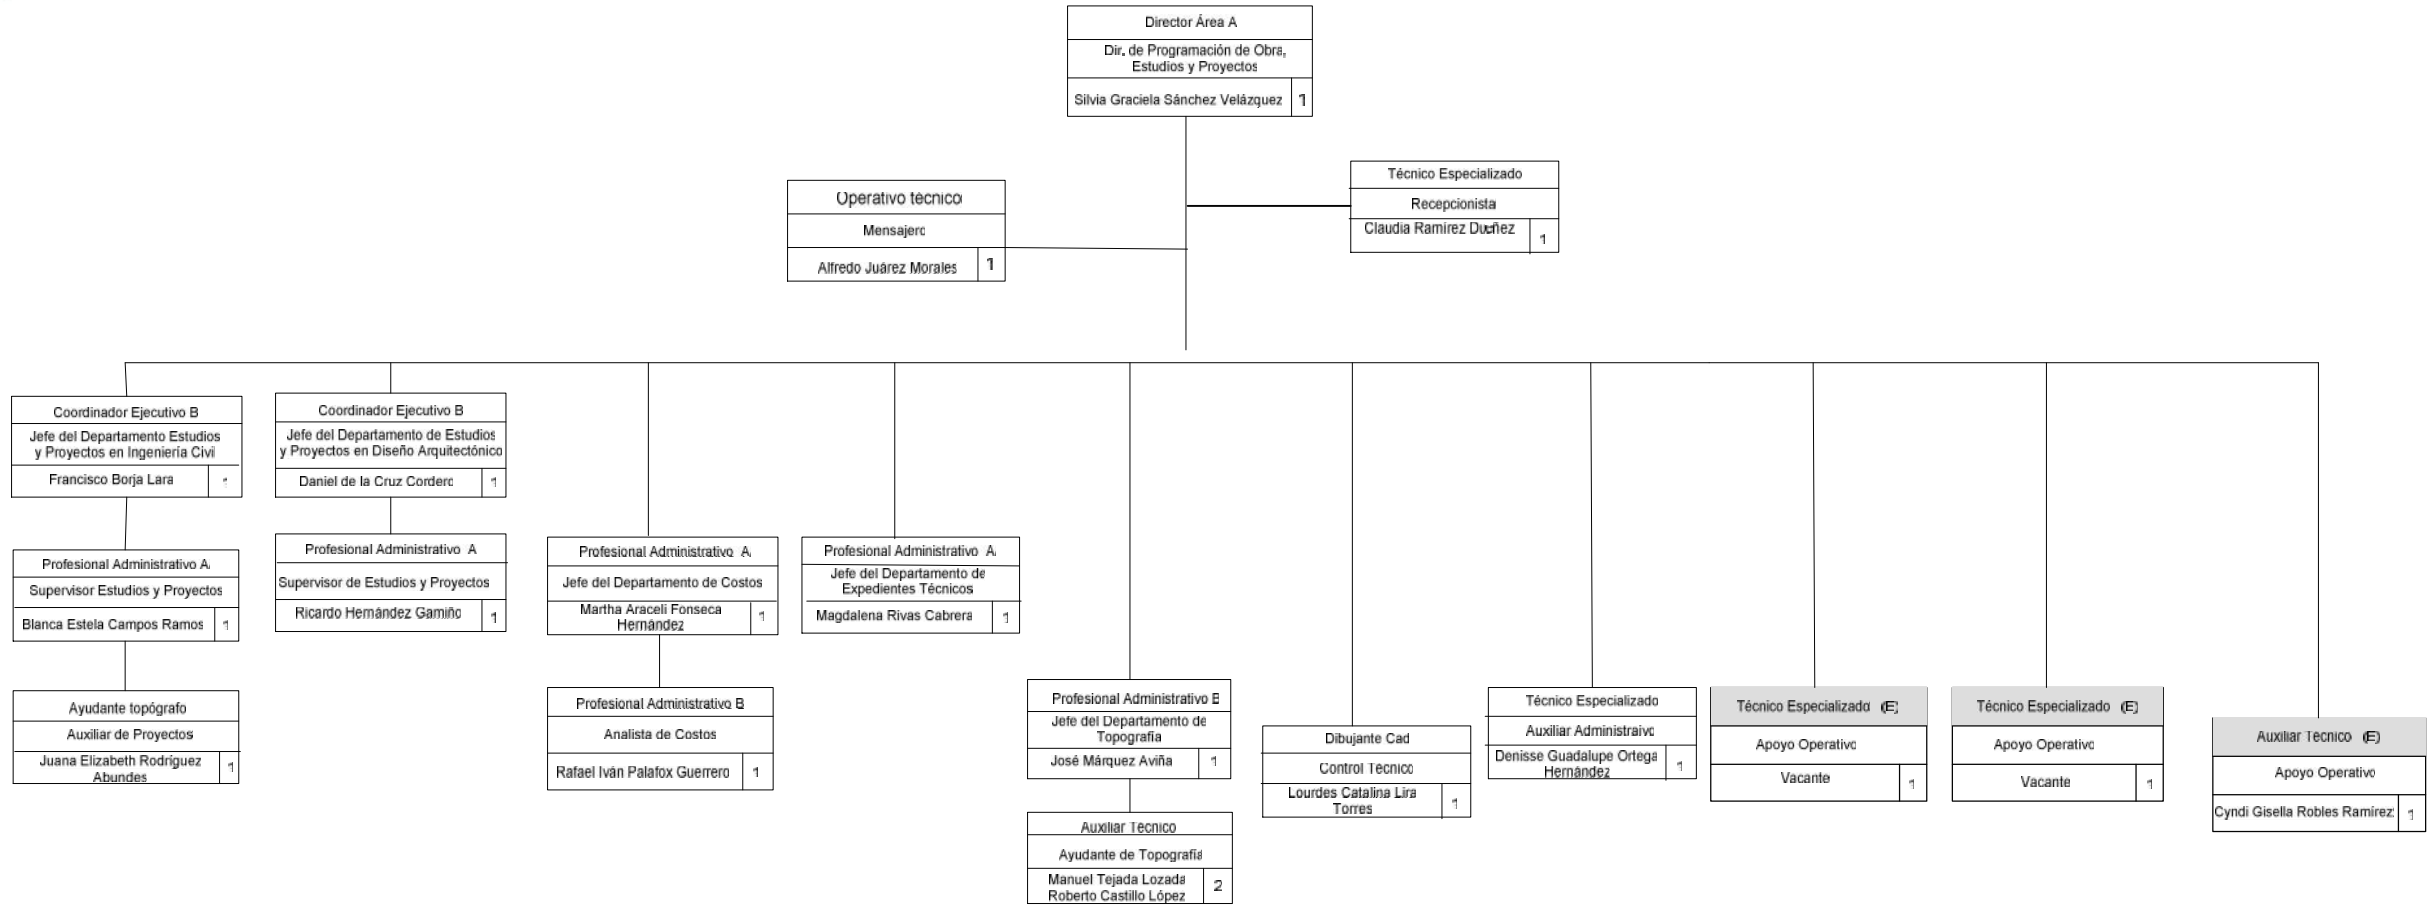 Director Área A
Dir. de Programación de Obra,
Estudios y Proyectos
Silvia Graciela Sánchez Velázquez 1
Técnico Especializado
Recepcionista
Claudia Ramírez Dueñez 1
Operativo técnico
Mensajero
Alfredo Juárez Morales 1
Coordinador Ejecutivo B
Jefe del Departamento Estudios
y Proyectos en Ingeniería Civil
Francisco Borja Lara 1
Coordinador Ejecutivo B
Jefe del Departamento de Estudios
y Proyectos en Diseño Arquitectónico
Daniel de la Cruz Cordero 1
Profesional Administrativo A
Supervisor Estudios y Proyectos
Blanca Estela Campos Ramos 1
Profesional Administrativo A
Supervisor de Estudios y Proyectos
Ricardo Hernández Gamiño 1
Profesional Administrativo A
Jefe del Departamento de Costos
Martha Araceli Fonseca
Hernández 1
Profesional Administrativo A
Jefe del Departamento de
Expedientes Técnicos
Magdalena Rivas Cabrera 1
Ayudante topógrafo
Auxiliar de Proyectos
Juana Elizabeth Rodríguez
Abundes 1
Profesional Administrativo B
Analista de Costos
Rafael Iván Palafox Guerrero 1
Profesional Administrativo B
Jefe del Departamento de
Topografía
José Márquez Aviña 1
Auxiliar Técnico
Ayudante de Topografía
Manuel Tejada Lozada
Roberto Castillo López 2
Dibujante Cad
Control Técnico
Lourdes Catalina Lira
Torres 1
Técnico Especializado
Auxiliar Administraivo
Denisse Guadalupe Ortega
Hernández 1
Técnico Especializado (E)
Apoyo Operativo
Vacante 1
Técnico Especializado (E)
Apoyo Operativo
Vacante 1
Auxiliar Técnico (E)
Apoyo Operativo
Cyndi Gisella Robles Ramírez 1